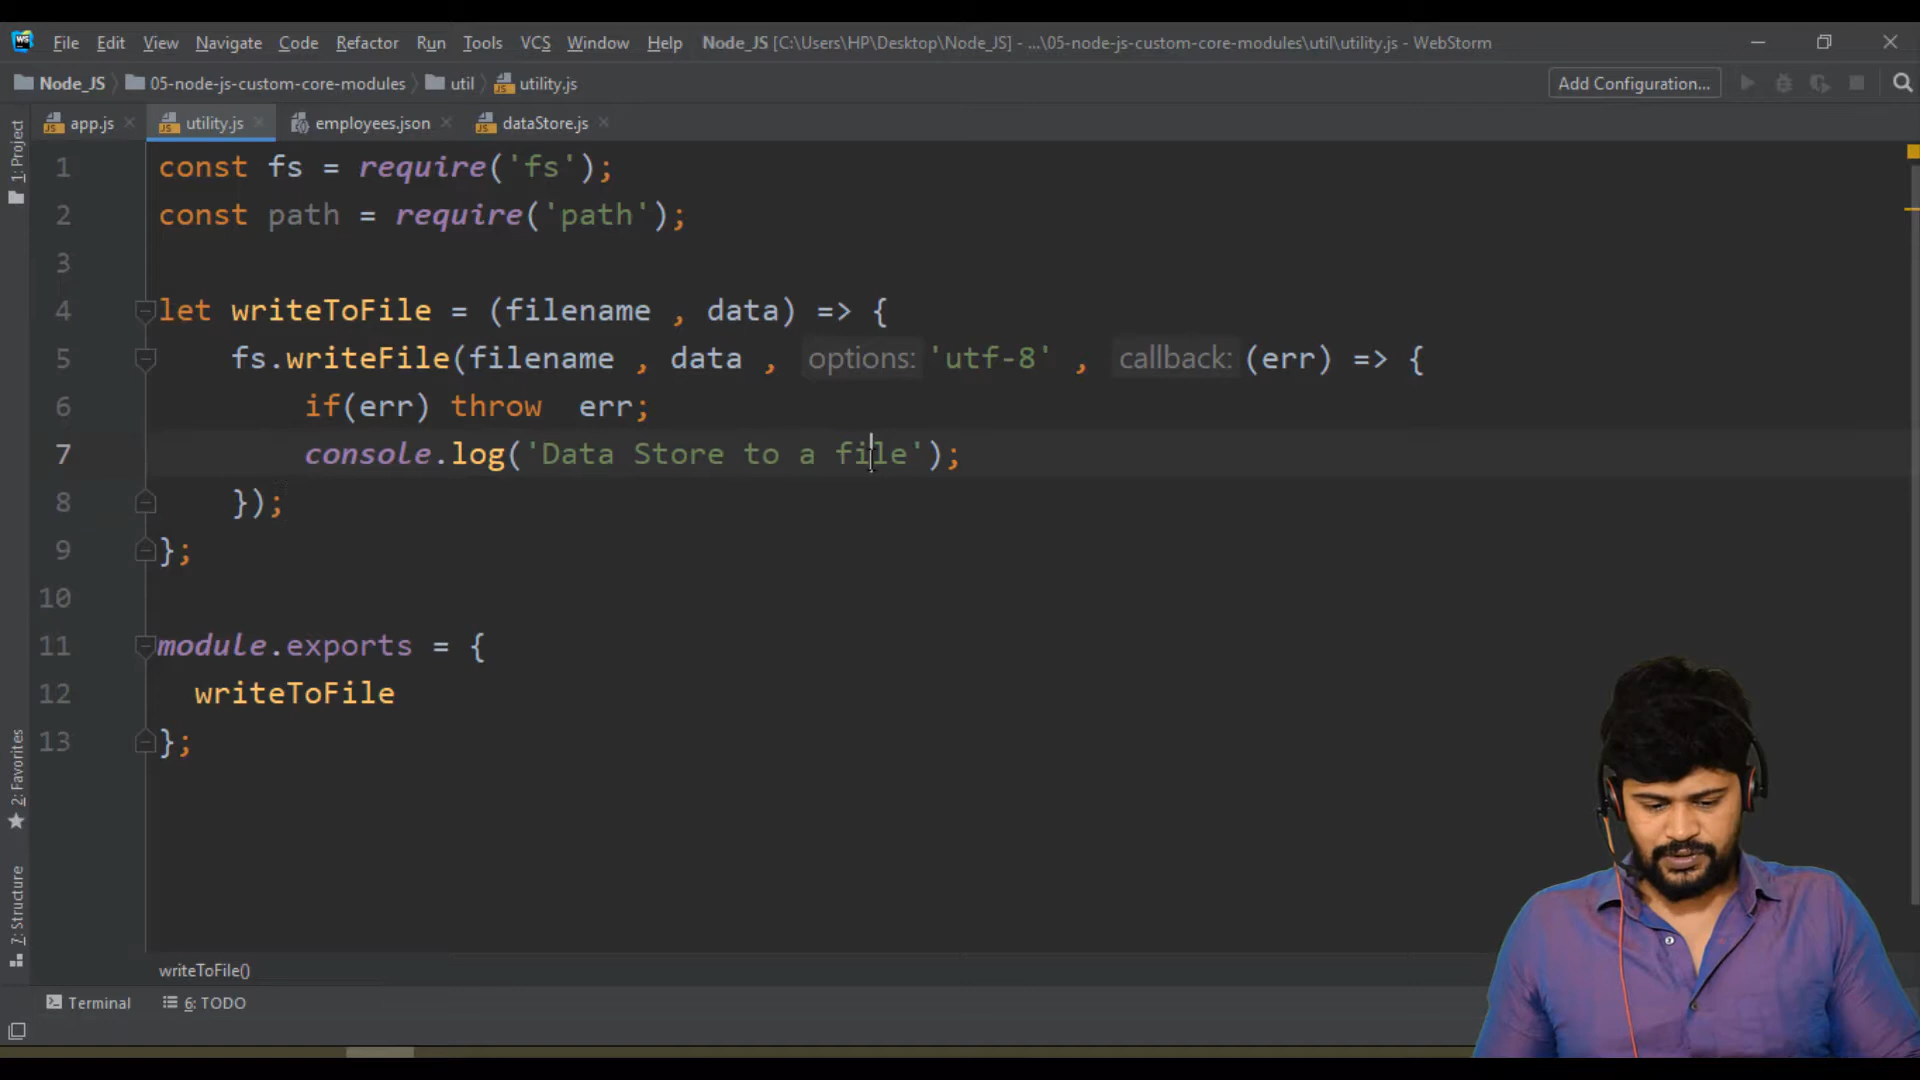 WS File Edit View Navigate Code Refactor Run Tools VCS Window Help Node_JS [C:\Users\HP\Desktop\Node_JS] - ...\05-node-js-custom-core-modules\util\utility.js - WebStorm
Node_JS 05-node-js-custom-core-modules util utility.js Add Configuration...
app.js utility.js employees.json dataStore.js
1: Project
1 const fs = require('fs');
2 const path = require('path');
3
4 let writeToFile = (filename , data) => {
5 fs.writeFile(filename , data , options: 'utf-8' , callback: (err) => {
6 if(err) throw  err;
7 console.log('Data Store to a file');
8 });
9 };
10
11 module.exports = {
12 writeToFile
13 };
2: Favorites
7: Structure
writeToFile()
Terminal 6: TODO